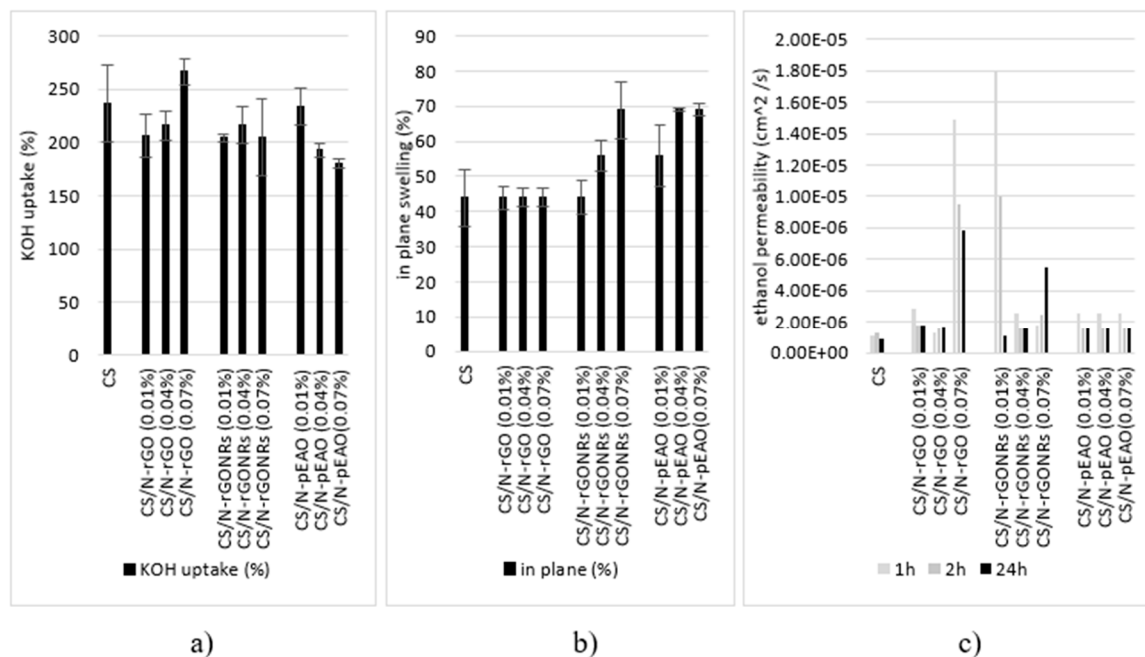 300
250
200
150
100
50
0
KOH uptake (%)
CS
CS/N-rGO (0.01%)
CS/N-rGO (0.04%)
CS/N-rGO (0.07%)
CS/N-rGONRs (0.01%)
CS/N-rGONRs (0.04%)
CS/N-rGONRs (0.07%)
CS/N-pEAO (0.01%)
CS/N-pEAO (0.04%)
CS/N-pEAO(0.07%)
KOH uptake (%)
a)
90
80
70
60
50
40
30
20
10
0
in plane swelling (%)
CS
CS/N-rGO (0.01%)
CS/N-rGO (0.04%)
CS/N-rGO (0.07%)
CS/N-rGONRs (0.01%)
CS/N-rGONRs (0.04%)
CS/N-rGONRs (0.07%)
CS/N-pEAO (0.01%)
CS/N-pEAO (0.04%)
CS/N-pEAO(0.07%)
in plane (%)
b)
2.00E-05
1.80E-05
1.60E-05
1.40E-05
1.20E-05
1.00E-05
8.00E-06
6.00E-06
4.00E-06
2.00E-06
0.00E+00
ethanol permeability (cm^2 /s)
CS
CS/N-rGO (0.01%)
CS/N-rGO (0.04%)
CS/N-rGO (0.07%)
CS/N-rGONRs (0.01%)
CS/N-rGONRs (0.04%)
CS/N-rGONRs (0.07%)
CS/N-pEAO (0.01%)
CS/N-pEAO (0.04%)
CS/N-pEAO(0.07%)
1h 2h 24h
c)